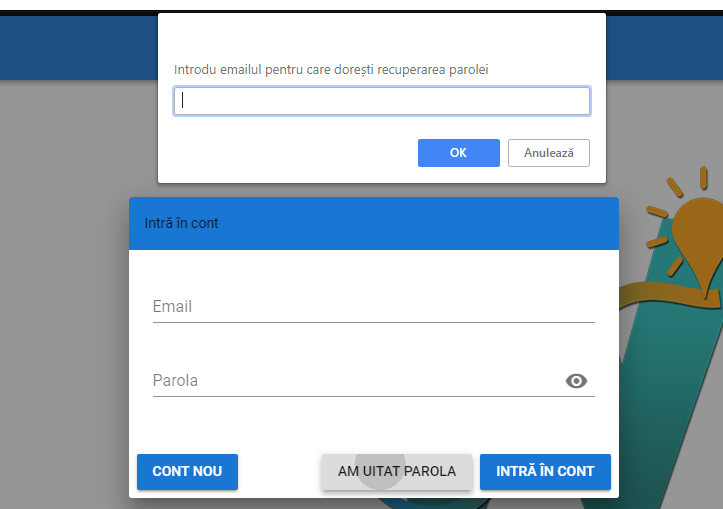 Introdu emailul pentru care dorești recuperarea parolei
OK
Anulează
Intră în cont
Email
Parola
CONT NOU
AM UITAT PAROLA
INTRĂ ÎN CONT